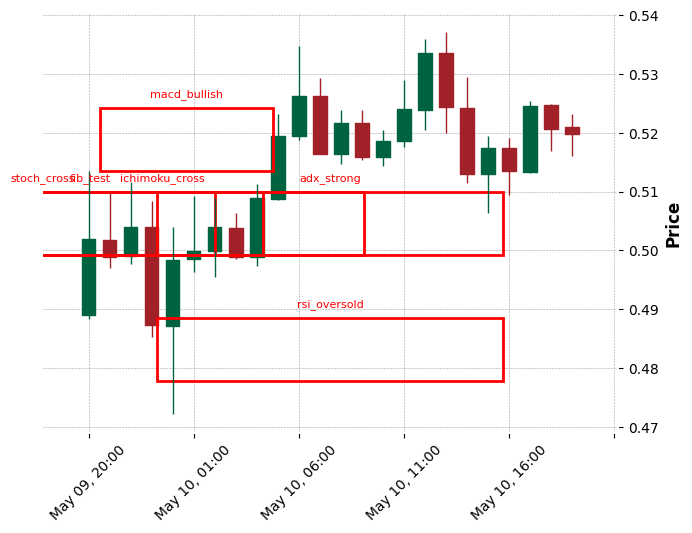 0.54
0.53
0.52
0.51
0.50
0.49
0.48
0.47
Price
macd_bullish
stoch_cross
fib_test
ichimoku_cross
adx_strong
rsi_oversold
May 09, 20:00
May 10, 01:00
May 10, 06:00
May 10, 11:00
May 10, 16:00